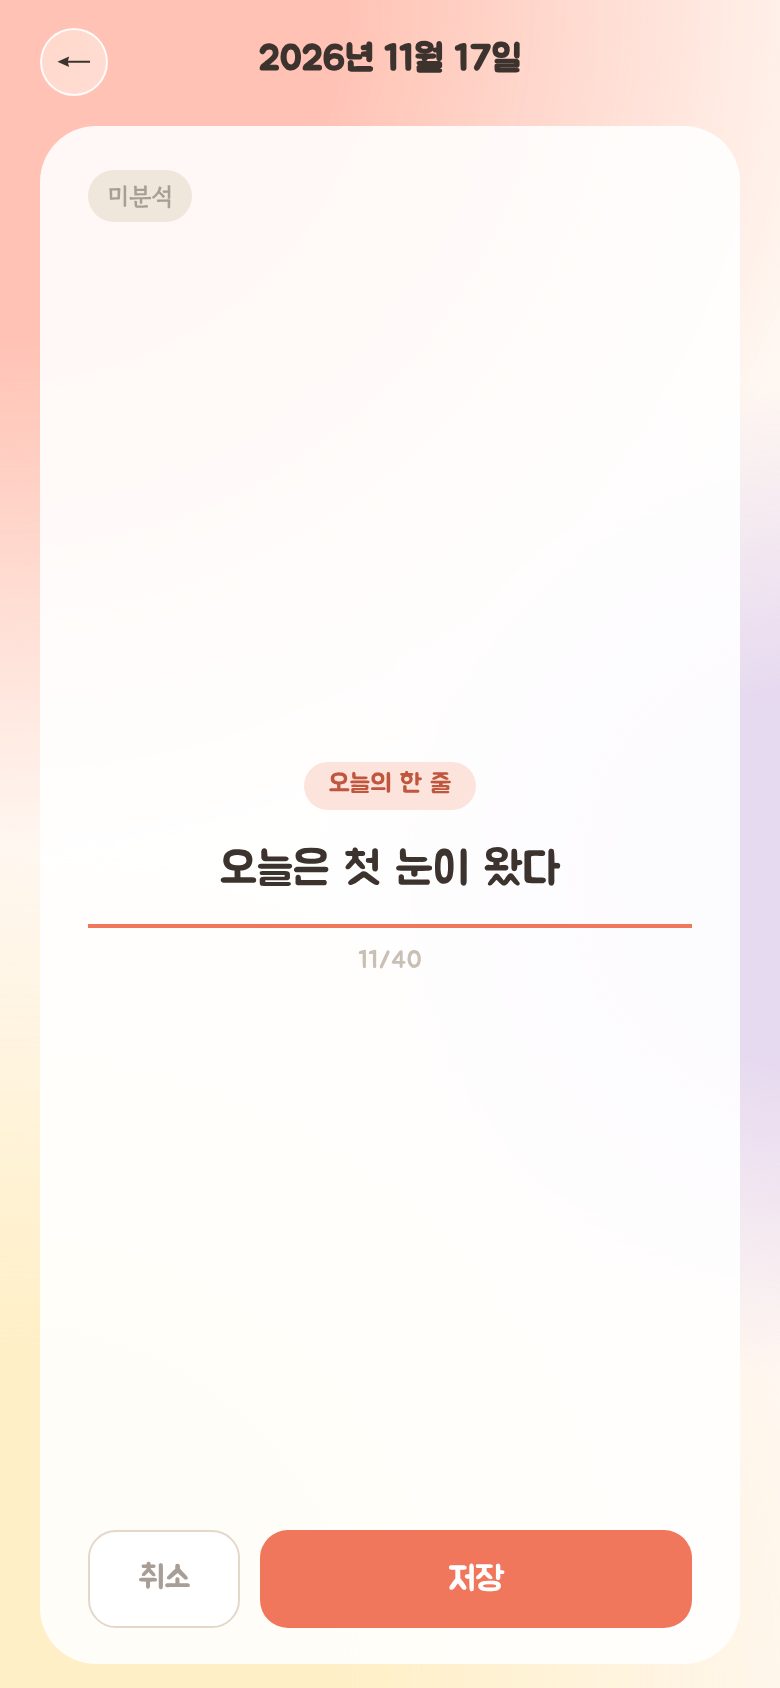 2026년 11월 17일
미분석
오늘의 한 줄
오늘은 첫 눈이 왔다
11/40
취소
저장